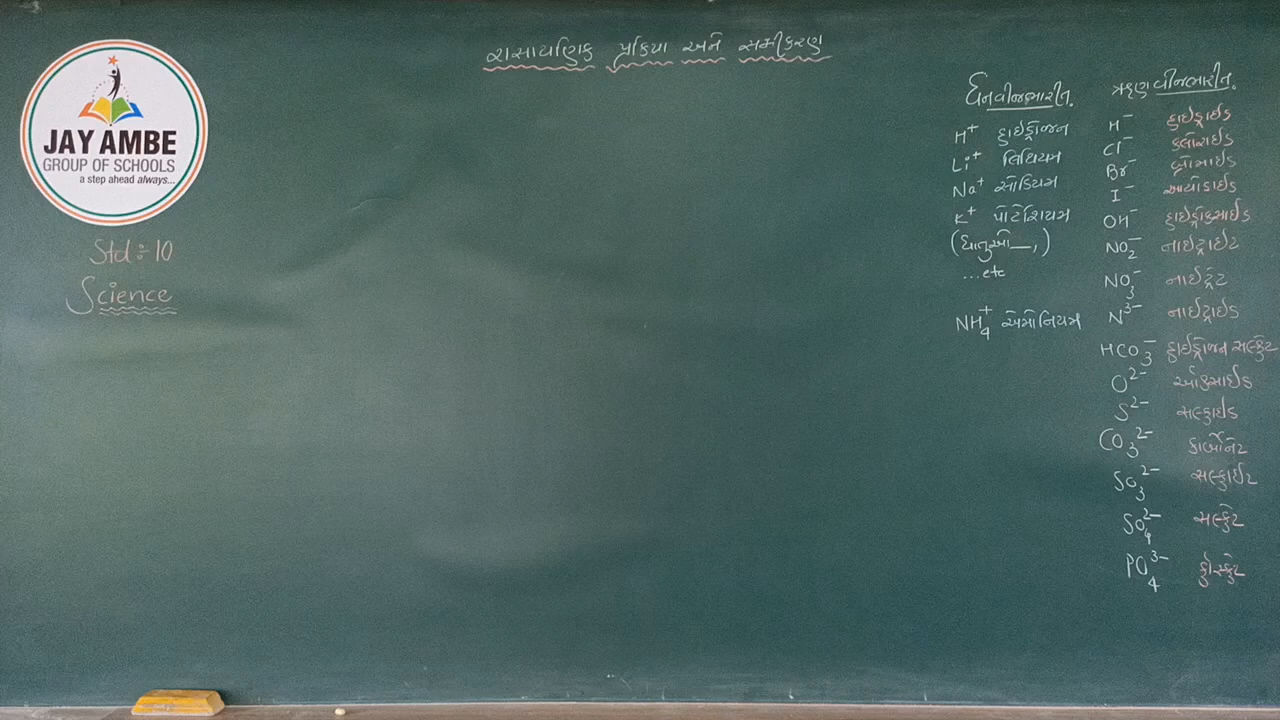 રાસાયણિક પ્રક્રિયા અને સમીકરણ
JAY AMBE
GROUP OF SCHOOLS
a step ahead always...
Std:- 10
Science
ધનવીજભારીત.
H⁺ હાઈડ્રોજન
Li⁺ લિથિયમ
Na⁺ સોડિયમ
K⁺ પોટેશિયમ
(ધાતુઓ—,)
...etc
NH₄⁺ એમોનિયમ
ઋણવીજભારીત.
H⁻ હાઈડ્રાઈડ
Cl⁻ ક્લોરાઈડ
Br⁻ બ્રોમાઈડ
I⁻ આયોડાઈડ
OH⁻ હાઈડ્રોક્સાઈડ
NO₂⁻ નાઈટ્રાઈટ
NO₃⁻ નાઈટ્રેટ
N³⁻ નાઈટ્રાઈડ
HCO₃⁻ હાઈડ્રોજન સલ્ફેટ
O²⁻ ઓક્સાઈડ
S²⁻ સલ્ફાઈડ
CO₃²⁻ કાર્બોનેટ
SO₃²⁻ સલ્ફાઈટ
SO₄²⁻ સલ્ફેટ
PO₄³⁻ ફોસ્ફેટ